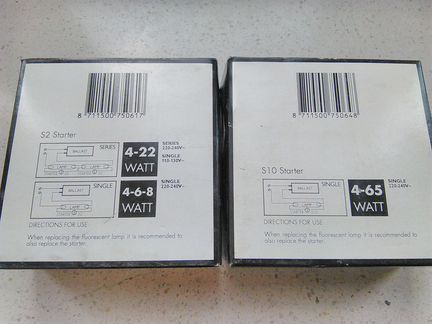 8 711500 750617
S2 Starter
BALLAST
SERIES
LAMP
LAMP
4-22
WATT
SERIES
220-240V~
SINGLE
110-130V~
BALLAST
SINGLE
LAMP
4-6-8
WATT
SINGLE
220-240V~
DIRECTIONS FOR USE
When replacing the fluorescent lamp it is recommended to
also replace the starter.
8 711500 750648
S10 Starter
BALLAST
SINGLE
LAMP
4-65
WATT
SINGLE
220-240V~
DIRECTIONS FOR USE
When replacing the fluorescent lamp it is recommended to
also replace the starter.